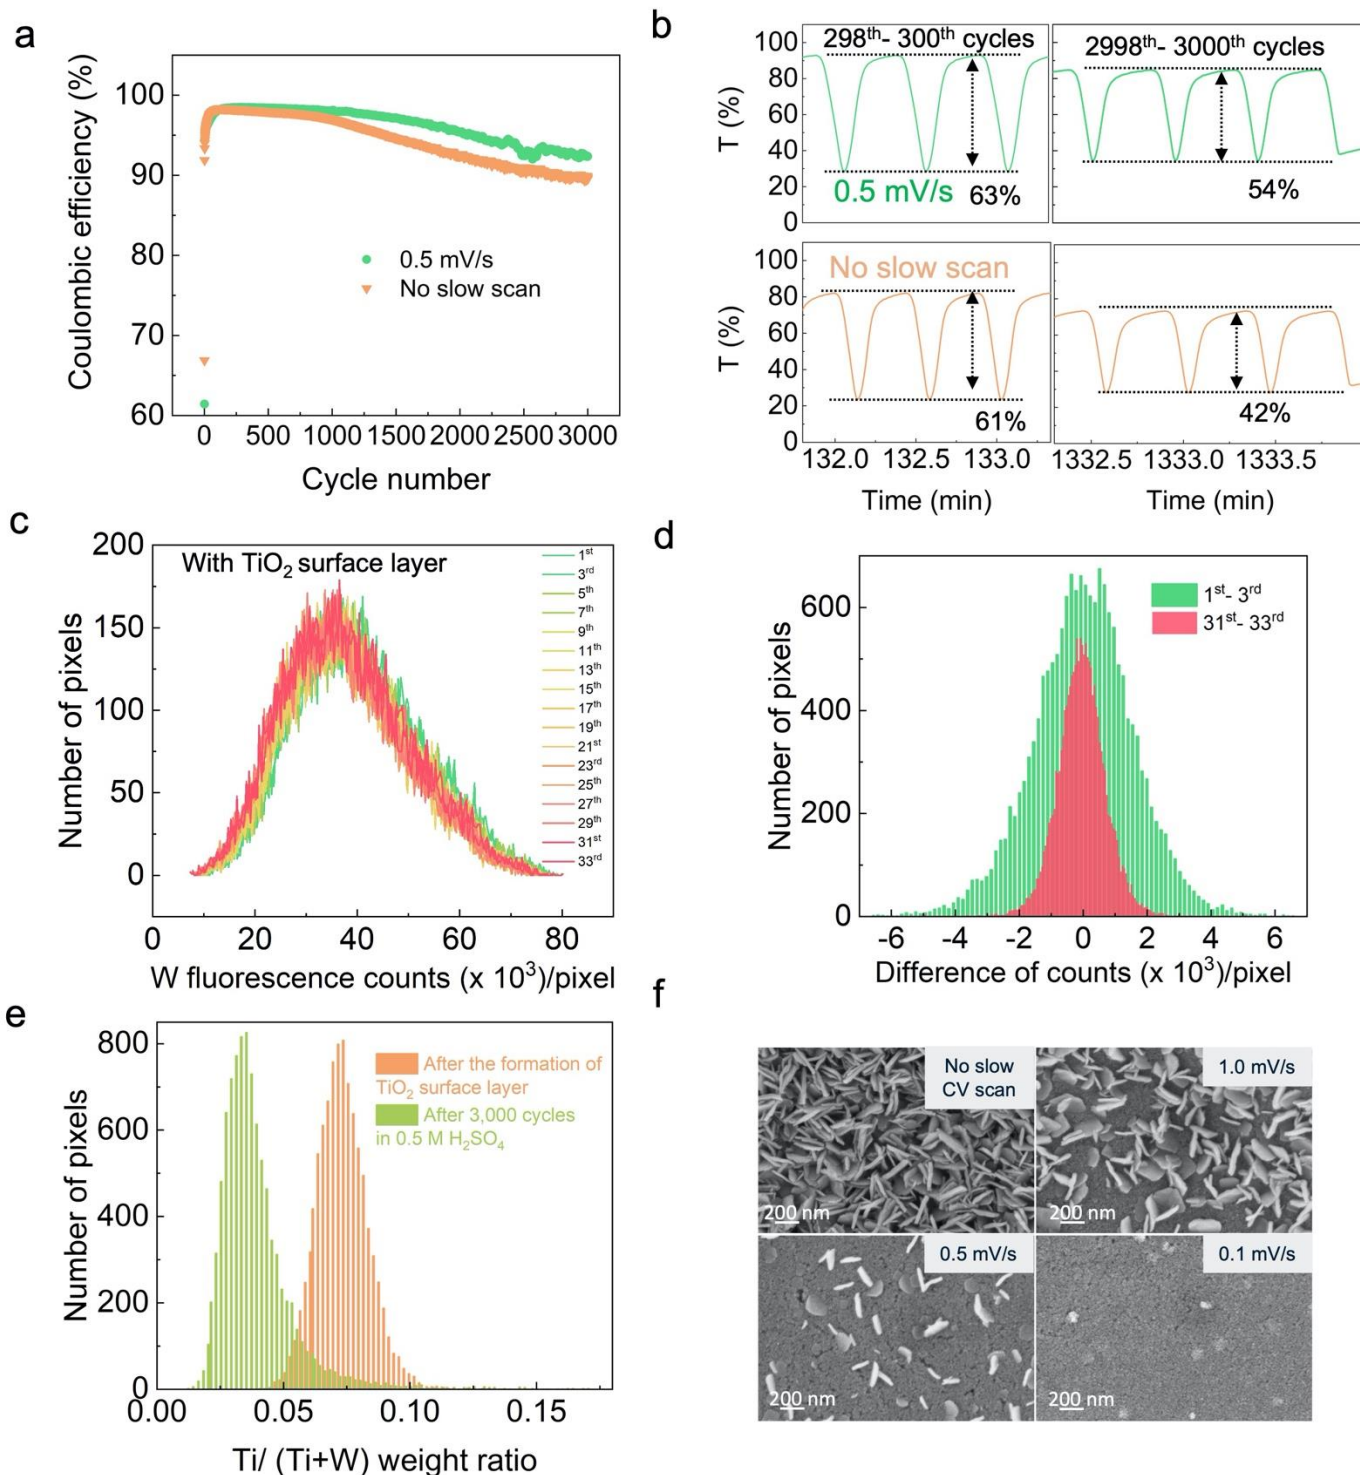 a
Coulombic efficiency (%)
100
90
80
70
60
0.5 mV/s
No slow scan
0 500 1000 1500 2000 2500 3000
Cycle number
b
T (%)
100
80
60
40
20
0
298th- 300th cycles
0.5 mV/s 63%
2998th- 3000th cycles
54%
T (%)
100
80
60
40
20
0
No slow scan
61%
42%
132.0 132.5 133.0
1332.5 1333.0 1333.5
Time (min)
Time (min)
c
Number of pixels
200
150
100
50
0
With TiO2 surface layer
1st
3rd
5th
7th
9th
11th
13th
15th
17th
19th
21st
23rd
25th
27th
29th
31st
33rd
0 20 40 60 80
W fluorescence counts (x 10³)/pixel
d
Number of pixels
600
400
200
0
1st- 3rd
31st- 33rd
-6 -4 -2 0 2 4 6
Difference of counts (x 10³)/pixel
e
Number of pixels
800
600
400
200
0
After the formation of
TiO2 surface layer
After 3,000 cycles
in 0.5 M H2SO4
0.00 0.05 0.10 0.15
Ti/ (Ti+W) weight ratio
f
No slow
CV scan
200 nm
1.0 mV/s
200 nm
0.5 mV/s
200 nm
0.1 mV/s
200 nm